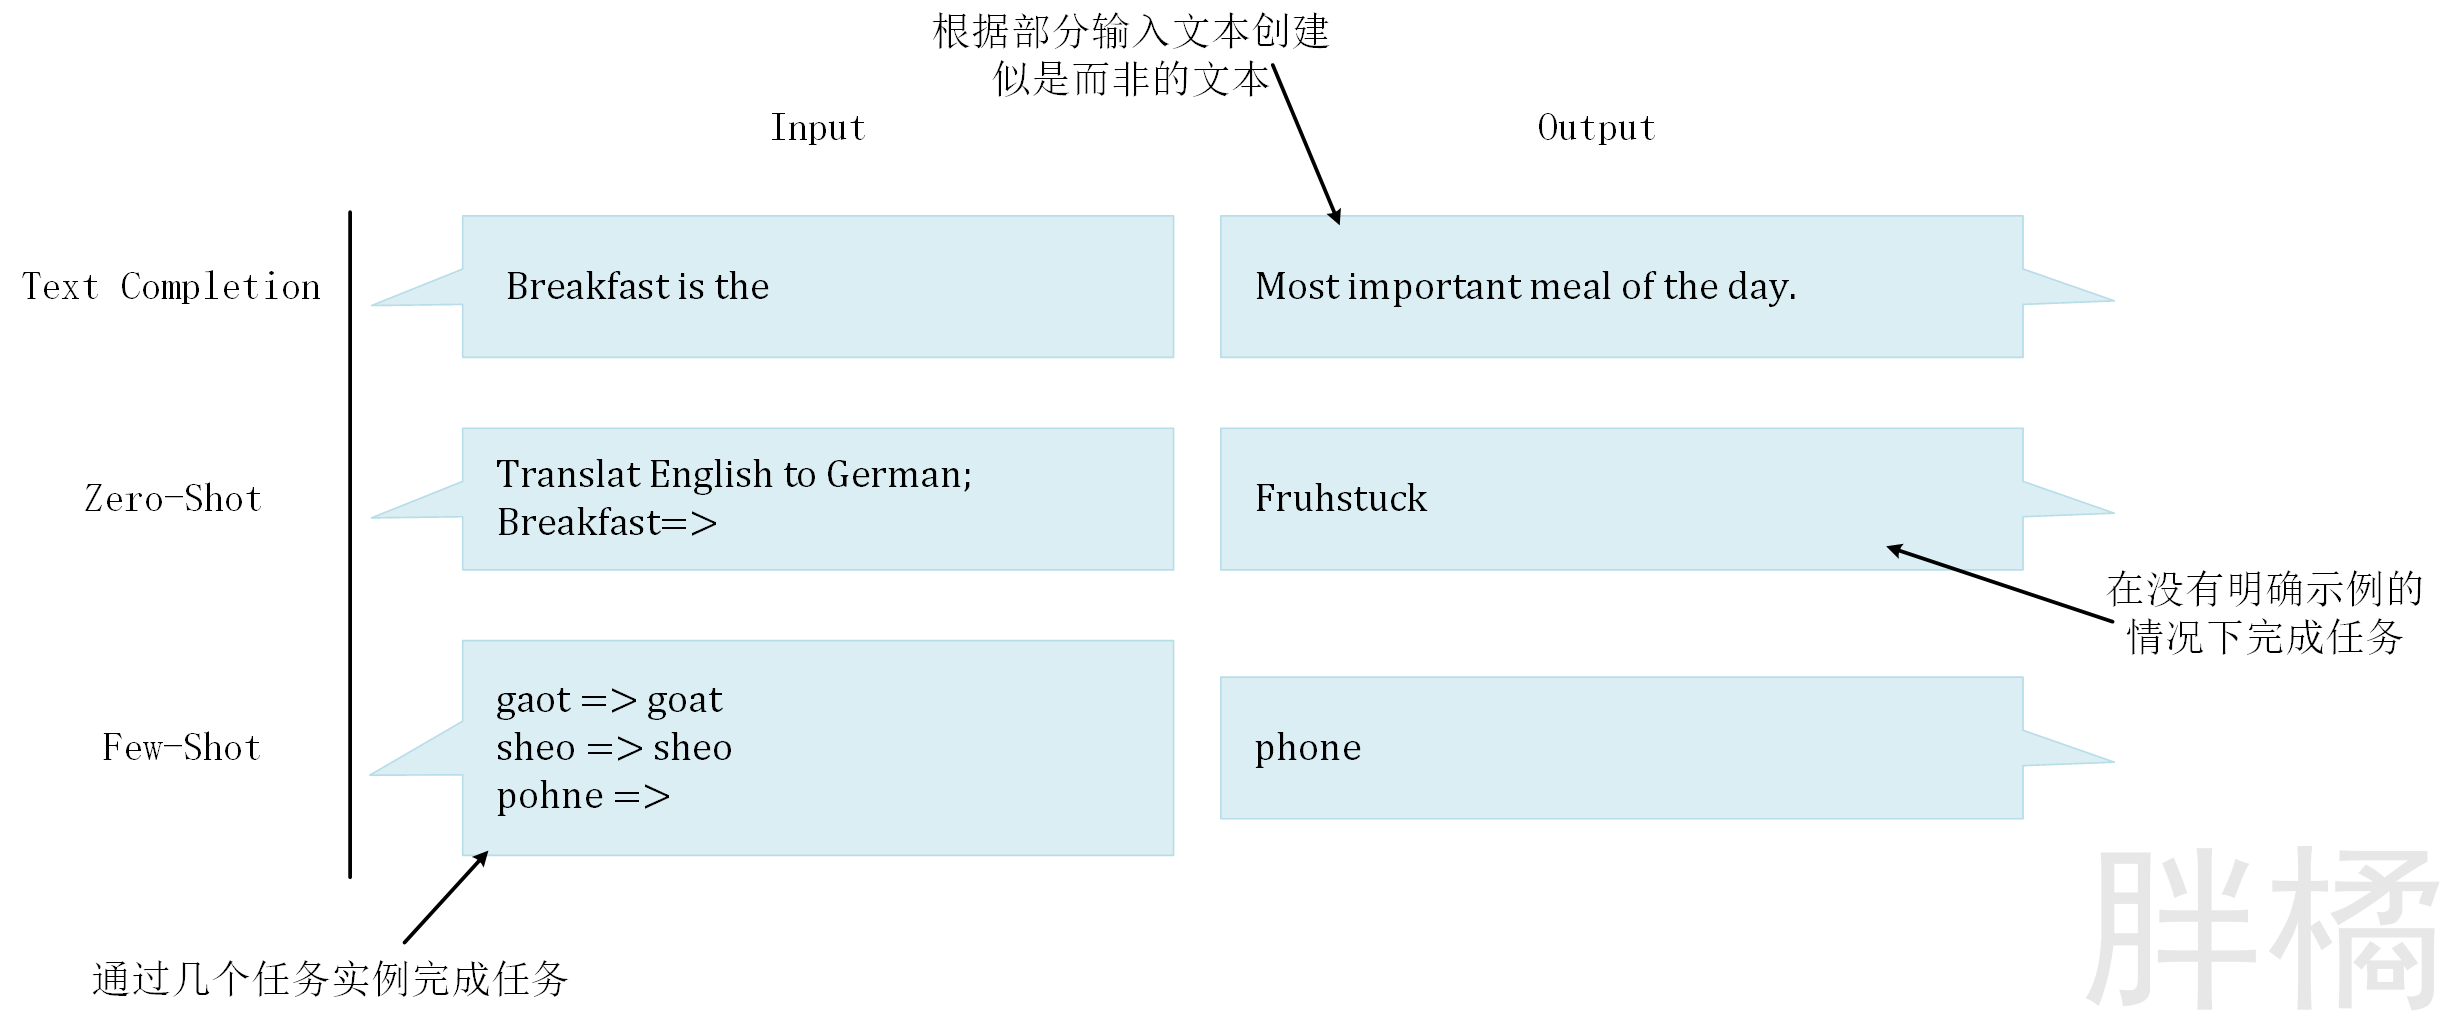 根据部分输入文本创建
似是而非的文本
Input
Output
Text Completion
Breakfast is the
Most important meal of the day.
Zero-Shot
Translat English to German;
Breakfast=>
Fruhstuck
在没有明确示例的
情况下完成任务
Few-Shot
gaot => goat
sheo => sheo
pohne =>
phone
通过几个任务实例完成任务
胖橘